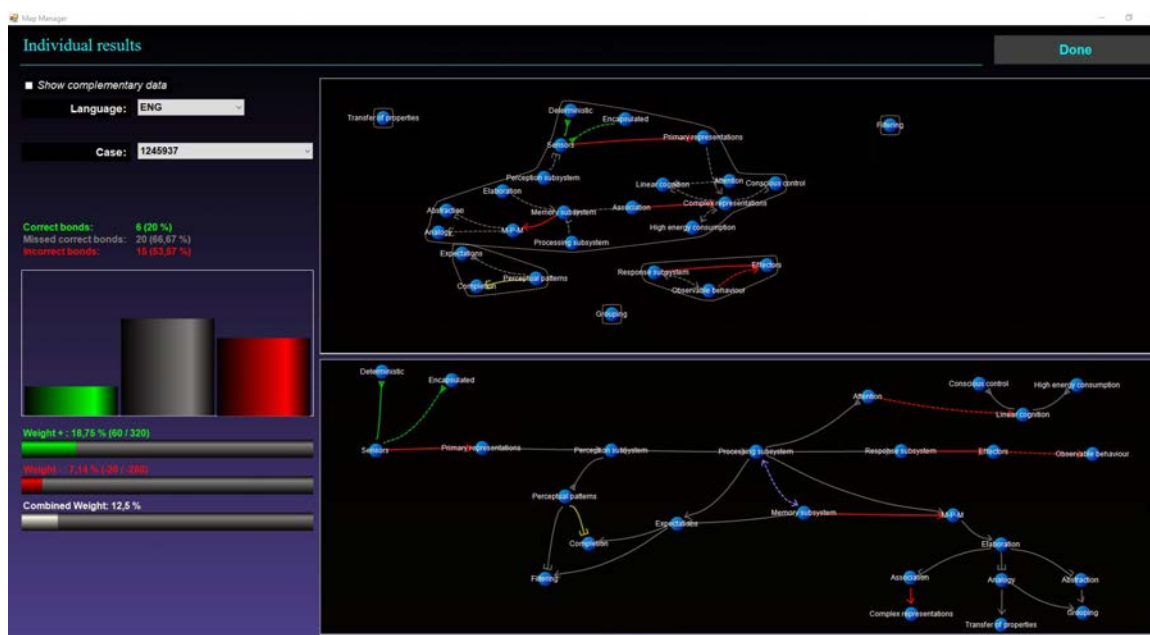 Map Manager
Individual results
Done
Show complementary data
Language: ENG
Case: 1245937
Correct bonds: 6 (20 %)
Missed correct bonds: 20 (66,67 %)
Incorrect bonds: 15 (53,57 %)
Weight + : 18,75 % (60 / 320)
Weight - : 7,14 % (-20 / -280)
Combined Weight: 12,5 %
Deterministic
Transfer of properties
Encapsulated
Filtering
Primary representations
Sensors
Perception subsystem
Linear cognition
Attention
Conscious control
Elaboration
Association
Complex representations
Abstraction
Memory subsystem
Analogy
M-P-M
High energy consumption
Processing subsystem
Expectations
Response subsystem
Effectors
Completion
Perceptual patterns
Observable behaviour
Grouping
Deterministic
Encapsulated
Conscious control
High energy consumption
Attention
Linear cognition
Sensors
Primary representations
Perception subsystem
Processing subsystem
Response subsystem
Effectors
Observable behaviour
Perceptual patterns
Expectations
Memory subsystem
M-P-M
Completion
Elaboration
Filtering
Association
Analogy
Abstraction
Complex representations
Transfer of properties
Grouping